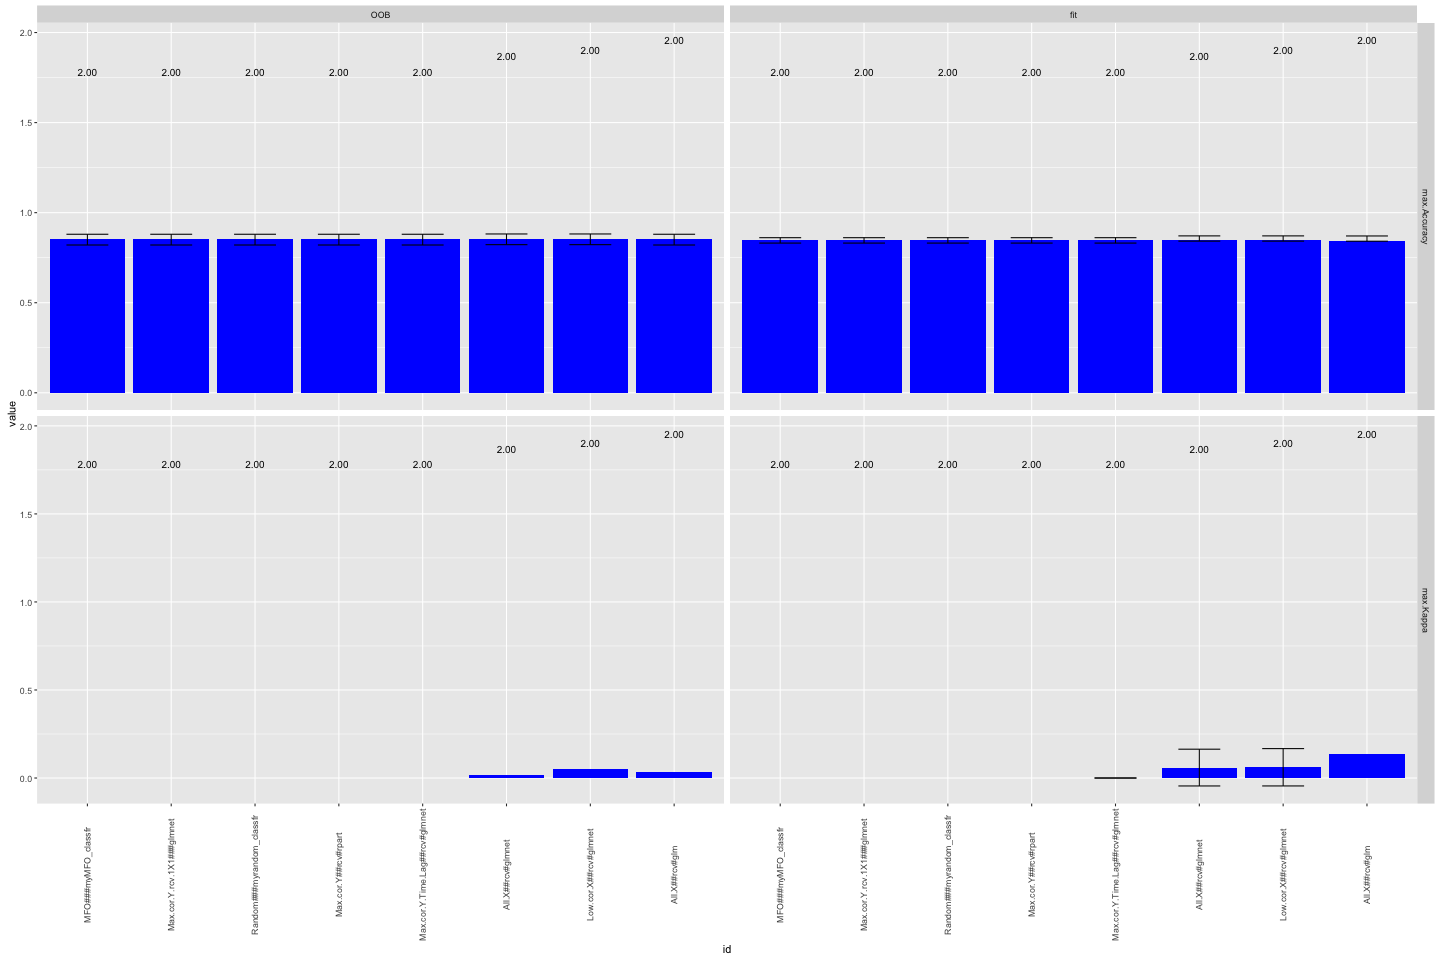 OOB
fit
2.00 2.00 2.00 2.00 2.00 2.00 2.00 2.00
2.00 2.00 2.00 2.00 2.00 2.00 2.00 2.00
2.0
1.5
1.0
0.5
0.0
max.Accuracy
value
2.00 2.00 2.00 2.00 2.00 2.00 2.00 2.00
2.00 2.00 2.00 2.00 2.00 2.00 2.00 2.00
2.0
1.5
1.0
0.5
0.0
max.Kappa
MFO###myMFO_classfr
Max.cor.Y.rcv.1X1###glmnet
Random###myrandom_classfr
Max.cor.Y##rcv#rpart
Max.cor.Y.Time.Lag##rcv#glmnet
All.X##rcv#glmnet
Low.cor.X##rcv#glmnet
All.X##rcv#glm
MFO###myMFO_classfr
Max.cor.Y.rcv.1X1###glmnet
Random###myrandom_classfr
Max.cor.Y##rcv#rpart
Max.cor.Y.Time.Lag##rcv#glmnet
All.X##rcv#glmnet
Low.cor.X##rcv#glmnet
All.X##rcv#glm
id